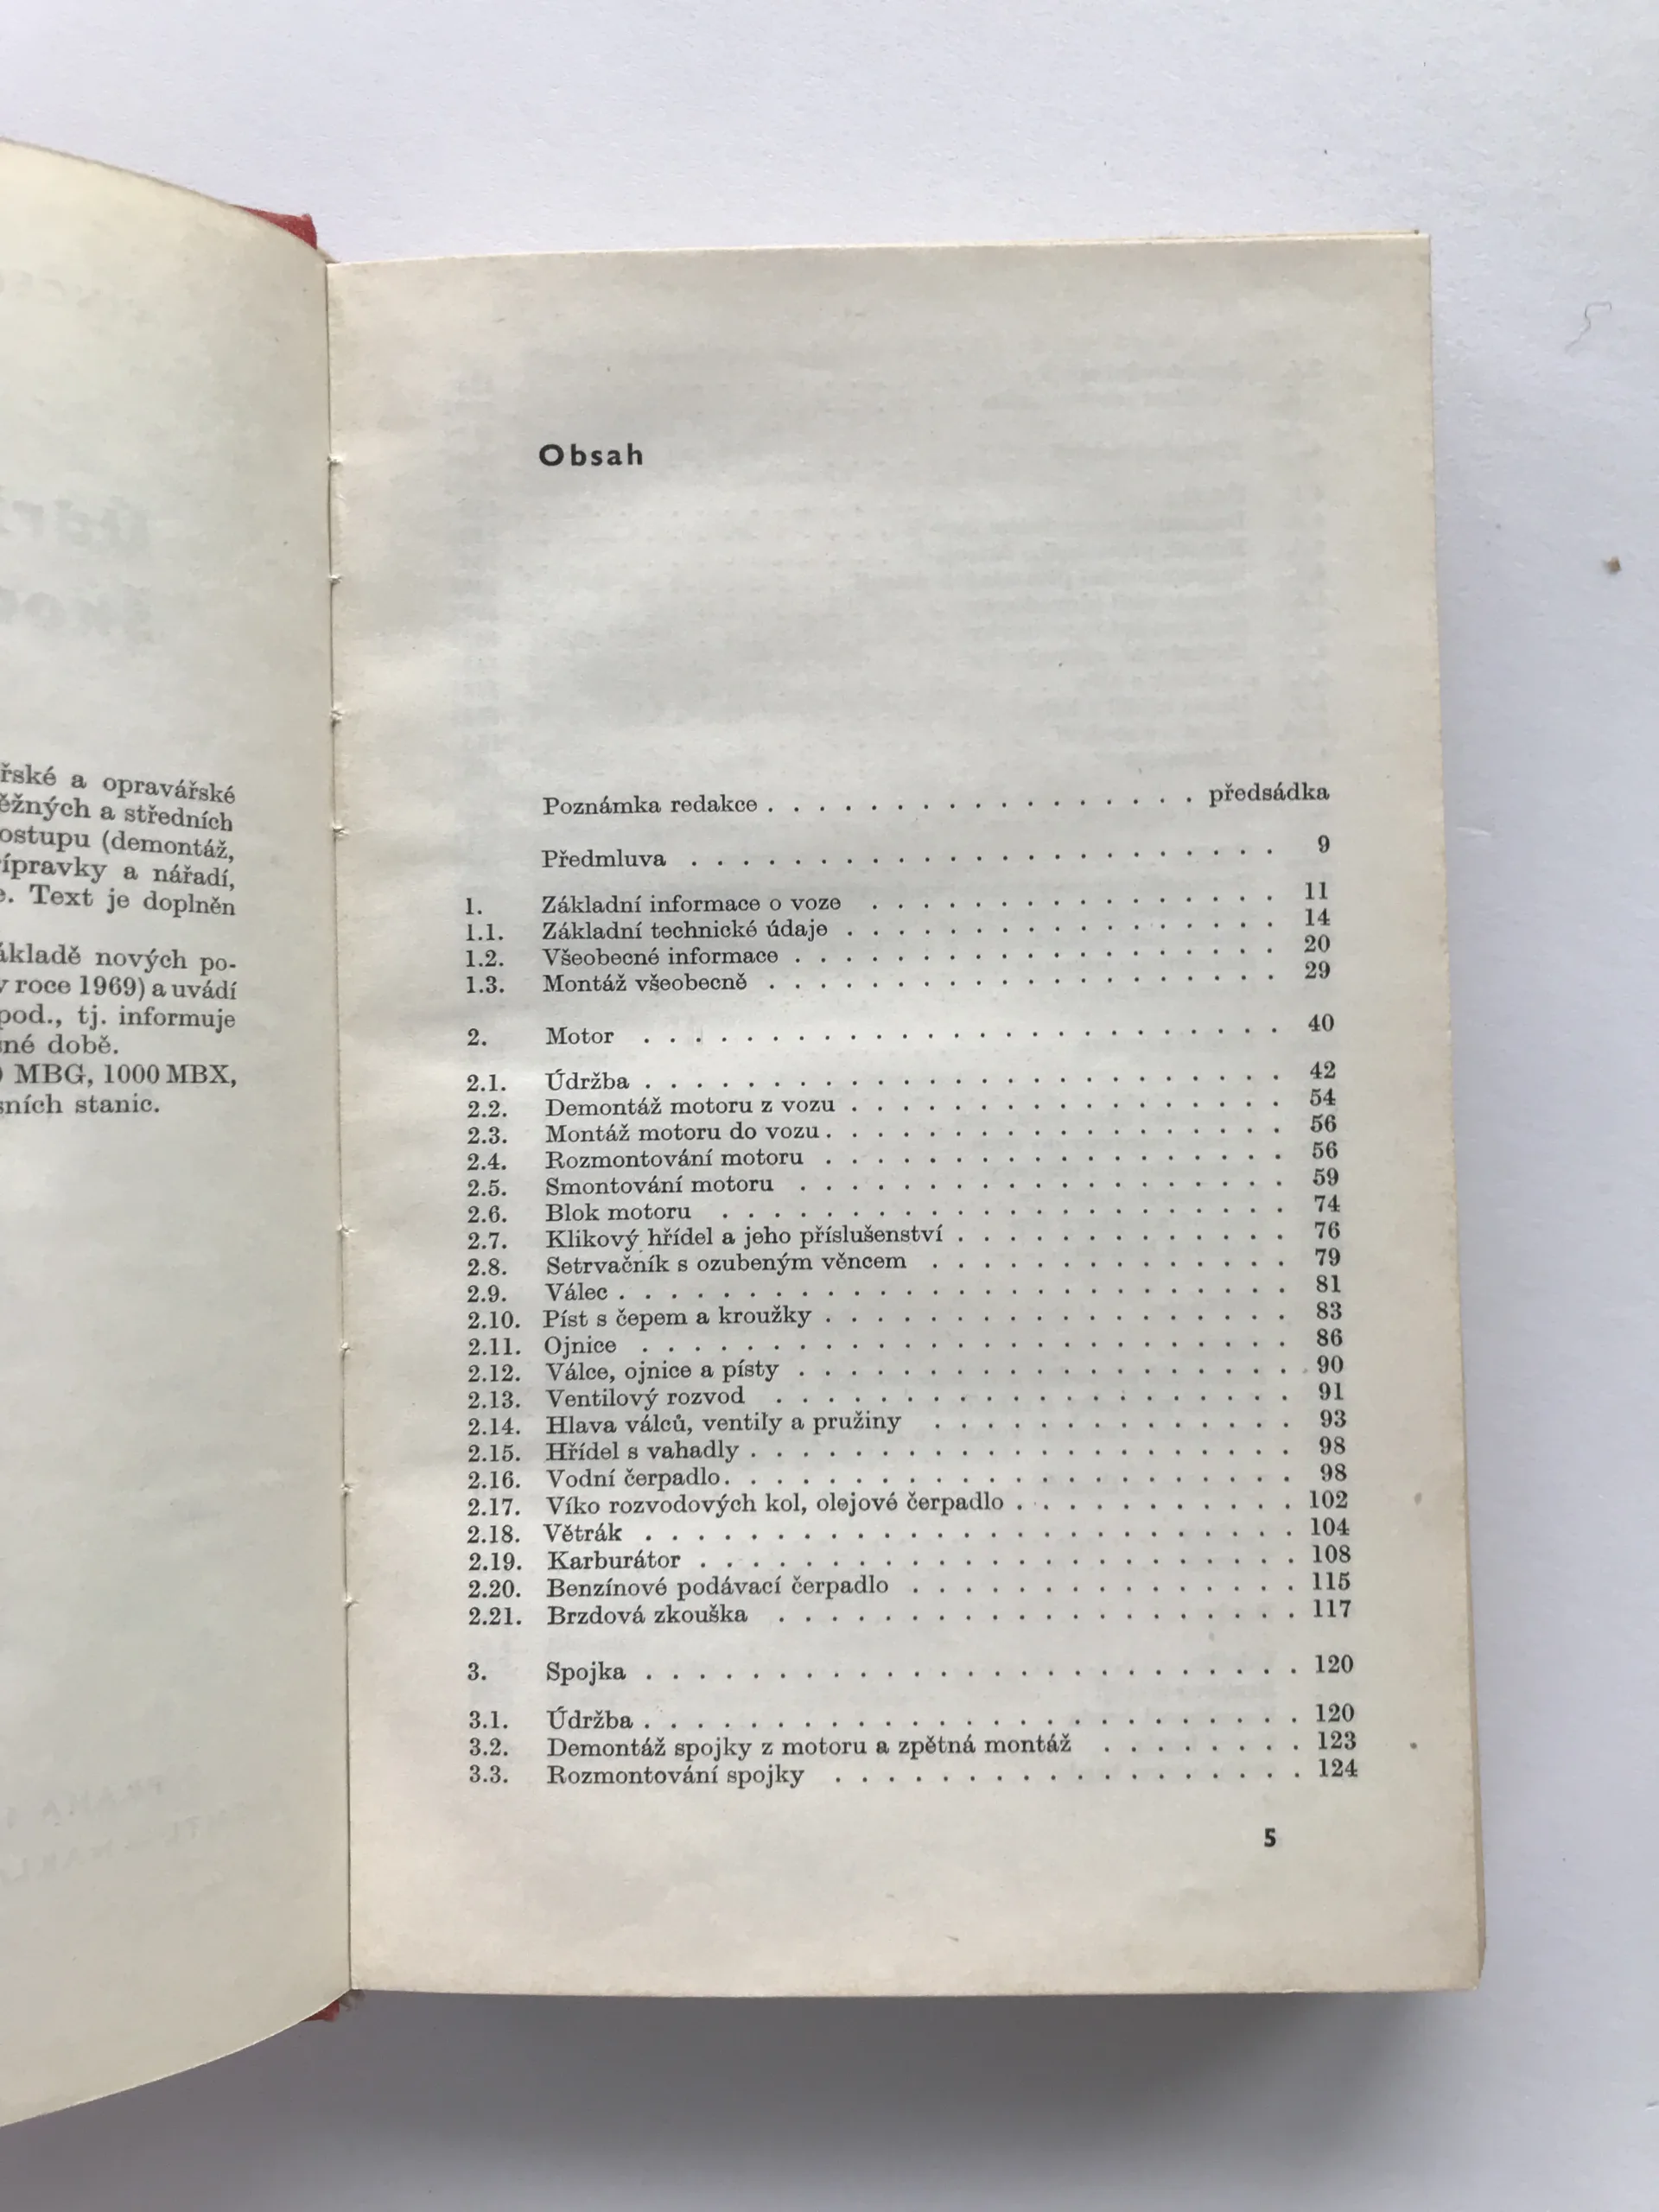 řské a opravářské
ěžných a středních
ostupu (demontáž,
řípravky a nářadí,
e. Text je doplněn
ákladě nových po-
v roce 1969) a uvádí
pod., tj. informuje
sné době.
0 MBG, 1000 MBX,
sních stanic.
Obsah
Poznámka redakce . . . . . . . . . . . . . . . . . předsádka
Předmluva . . . . . . . . . . . . . . . . . . . . . . . 9
1. Základní informace o voze . . . . . . . . . . . . . . . . 11
1.1. Základní technické údaje . . . . . . . . . . . . . . . . . 14
1.2. Všeobecné informace . . . . . . . . . . . . . . . . . . . 20
1.3. Montáž všeobecně . . . . . . . . . . . . . . . . . . . . 29
2. Motor . . . . . . . . . . . . . . . . . . . . . . . . . 40
2.1. Údržba . . . . . . . . . . . . . . . . . . . . . . . . . 42
2.2. Demontáž motoru z vozu . . . . . . . . . . . . . . . . . 54
2.3. Montáž motoru do vozu . . . . . . . . . . . . . . . . . . 56
2.4. Rozmontování motoru . . . . . . . . . . . . . . . . . . 56
2.5. Smontování motoru . . . . . . . . . . . . . . . . . . . 59
2.6. Blok motoru . . . . . . . . . . . . . . . . . . . . . . 74
2.7. Klikový hřídel a jeho příslušenství . . . . . . . . . . . . . 76
2.8. Setrvačník s ozubeným věncem . . . . . . . . . . . . . . 79
2.9. Válec . . . . . . . . . . . . . . . . . . . . . . . . . . 81
2.10. Píst s čepem a kroužky . . . . . . . . . . . . . . . . . . 83
2.11. Ojnice . . . . . . . . . . . . . . . . . . . . . . . . . 86
2.12. Válce, ojnice a písty . . . . . . . . . . . . . . . . . . . 90
2.13. Ventilový rozvod . . . . . . . . . . . . . . . . . . . . 91
2.14. Hlava válců, ventily a pružiny . . . . . . . . . . . . . . 93
2.15. Hřídel s vahadly . . . . . . . . . . . . . . . . . . . . . 98
2.16. Vodní čerpadlo . . . . . . . . . . . . . . . . . . . . . . 98
2.17. Víko rozvodových kol, olejové čerpadlo . . . . . . . . . . . 102
2.18. Větrák . . . . . . . . . . . . . . . . . . . . . . . . . 104
2.19. Karburátor . . . . . . . . . . . . . . . . . . . . . . . 108
2.20. Benzínové podávací čerpadlo . . . . . . . . . . . . . . . 115
2.21. Brzdová zkouška . . . . . . . . . . . . . . . . . . . . 117
3. Spojka . . . . . . . . . . . . . . . . . . . . . . . . . 120
3.1. Údržba . . . . . . . . . . . . . . . . . . . . . . . . . 120
3.2. Demontáž spojky z motoru a zpětná montáž . . . . . . . . 123
3.3. Rozmontování spojky . . . . . . . . . . . . . . . . . . 124
5